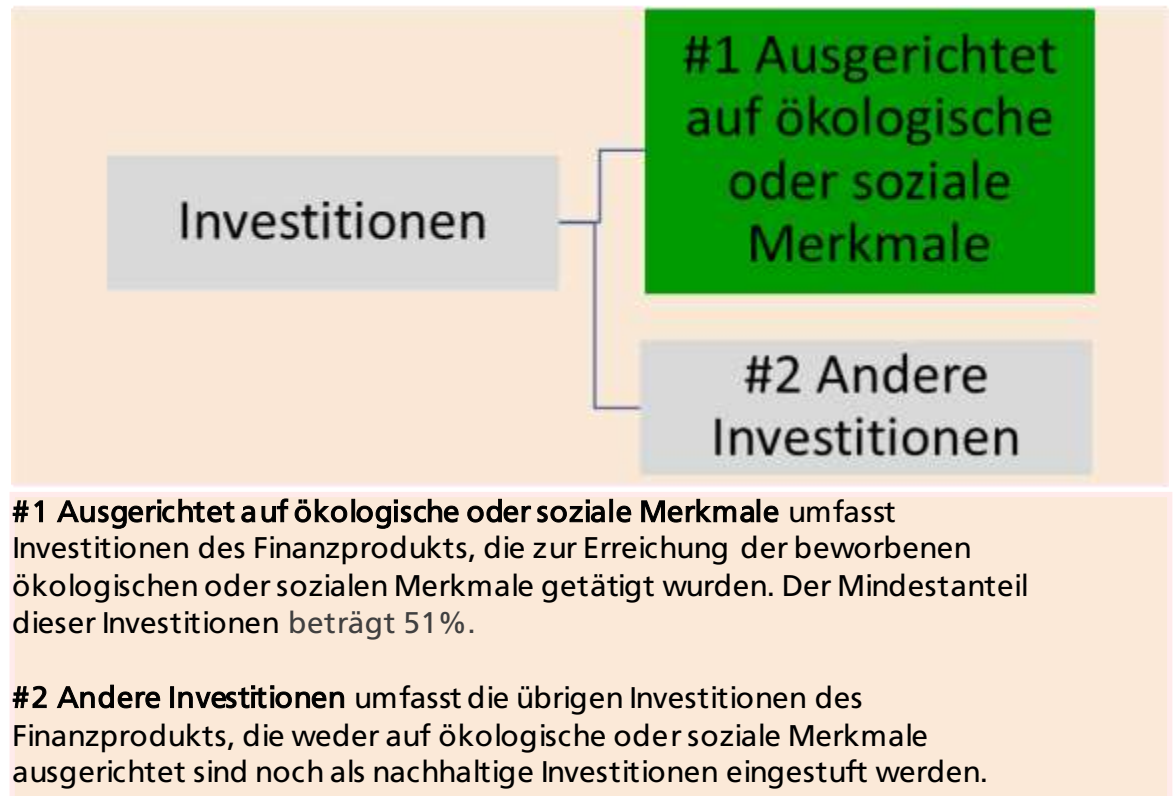 #1 Ausgerichtet
auf ökologische
oder soziale
Merkmale
Investitionen
#2 Andere
Investitionen
#1 Ausgerichtet auf ökologische oder soziale Merkmale umfasst
Investitionen des Finanzprodukts, die zur Erreichung der beworbenen
ökologischen oder sozialen Merkmale getätigt wurden. Der Mindestanteil
dieser Investitionen beträgt 51%.
#2 Andere Investitionen umfasst die übrigen Investitionen des
Finanzprodukts, die weder auf ökologische oder soziale Merkmale
ausgerichtet sind noch als nachhaltige Investitionen eingestuft werden.